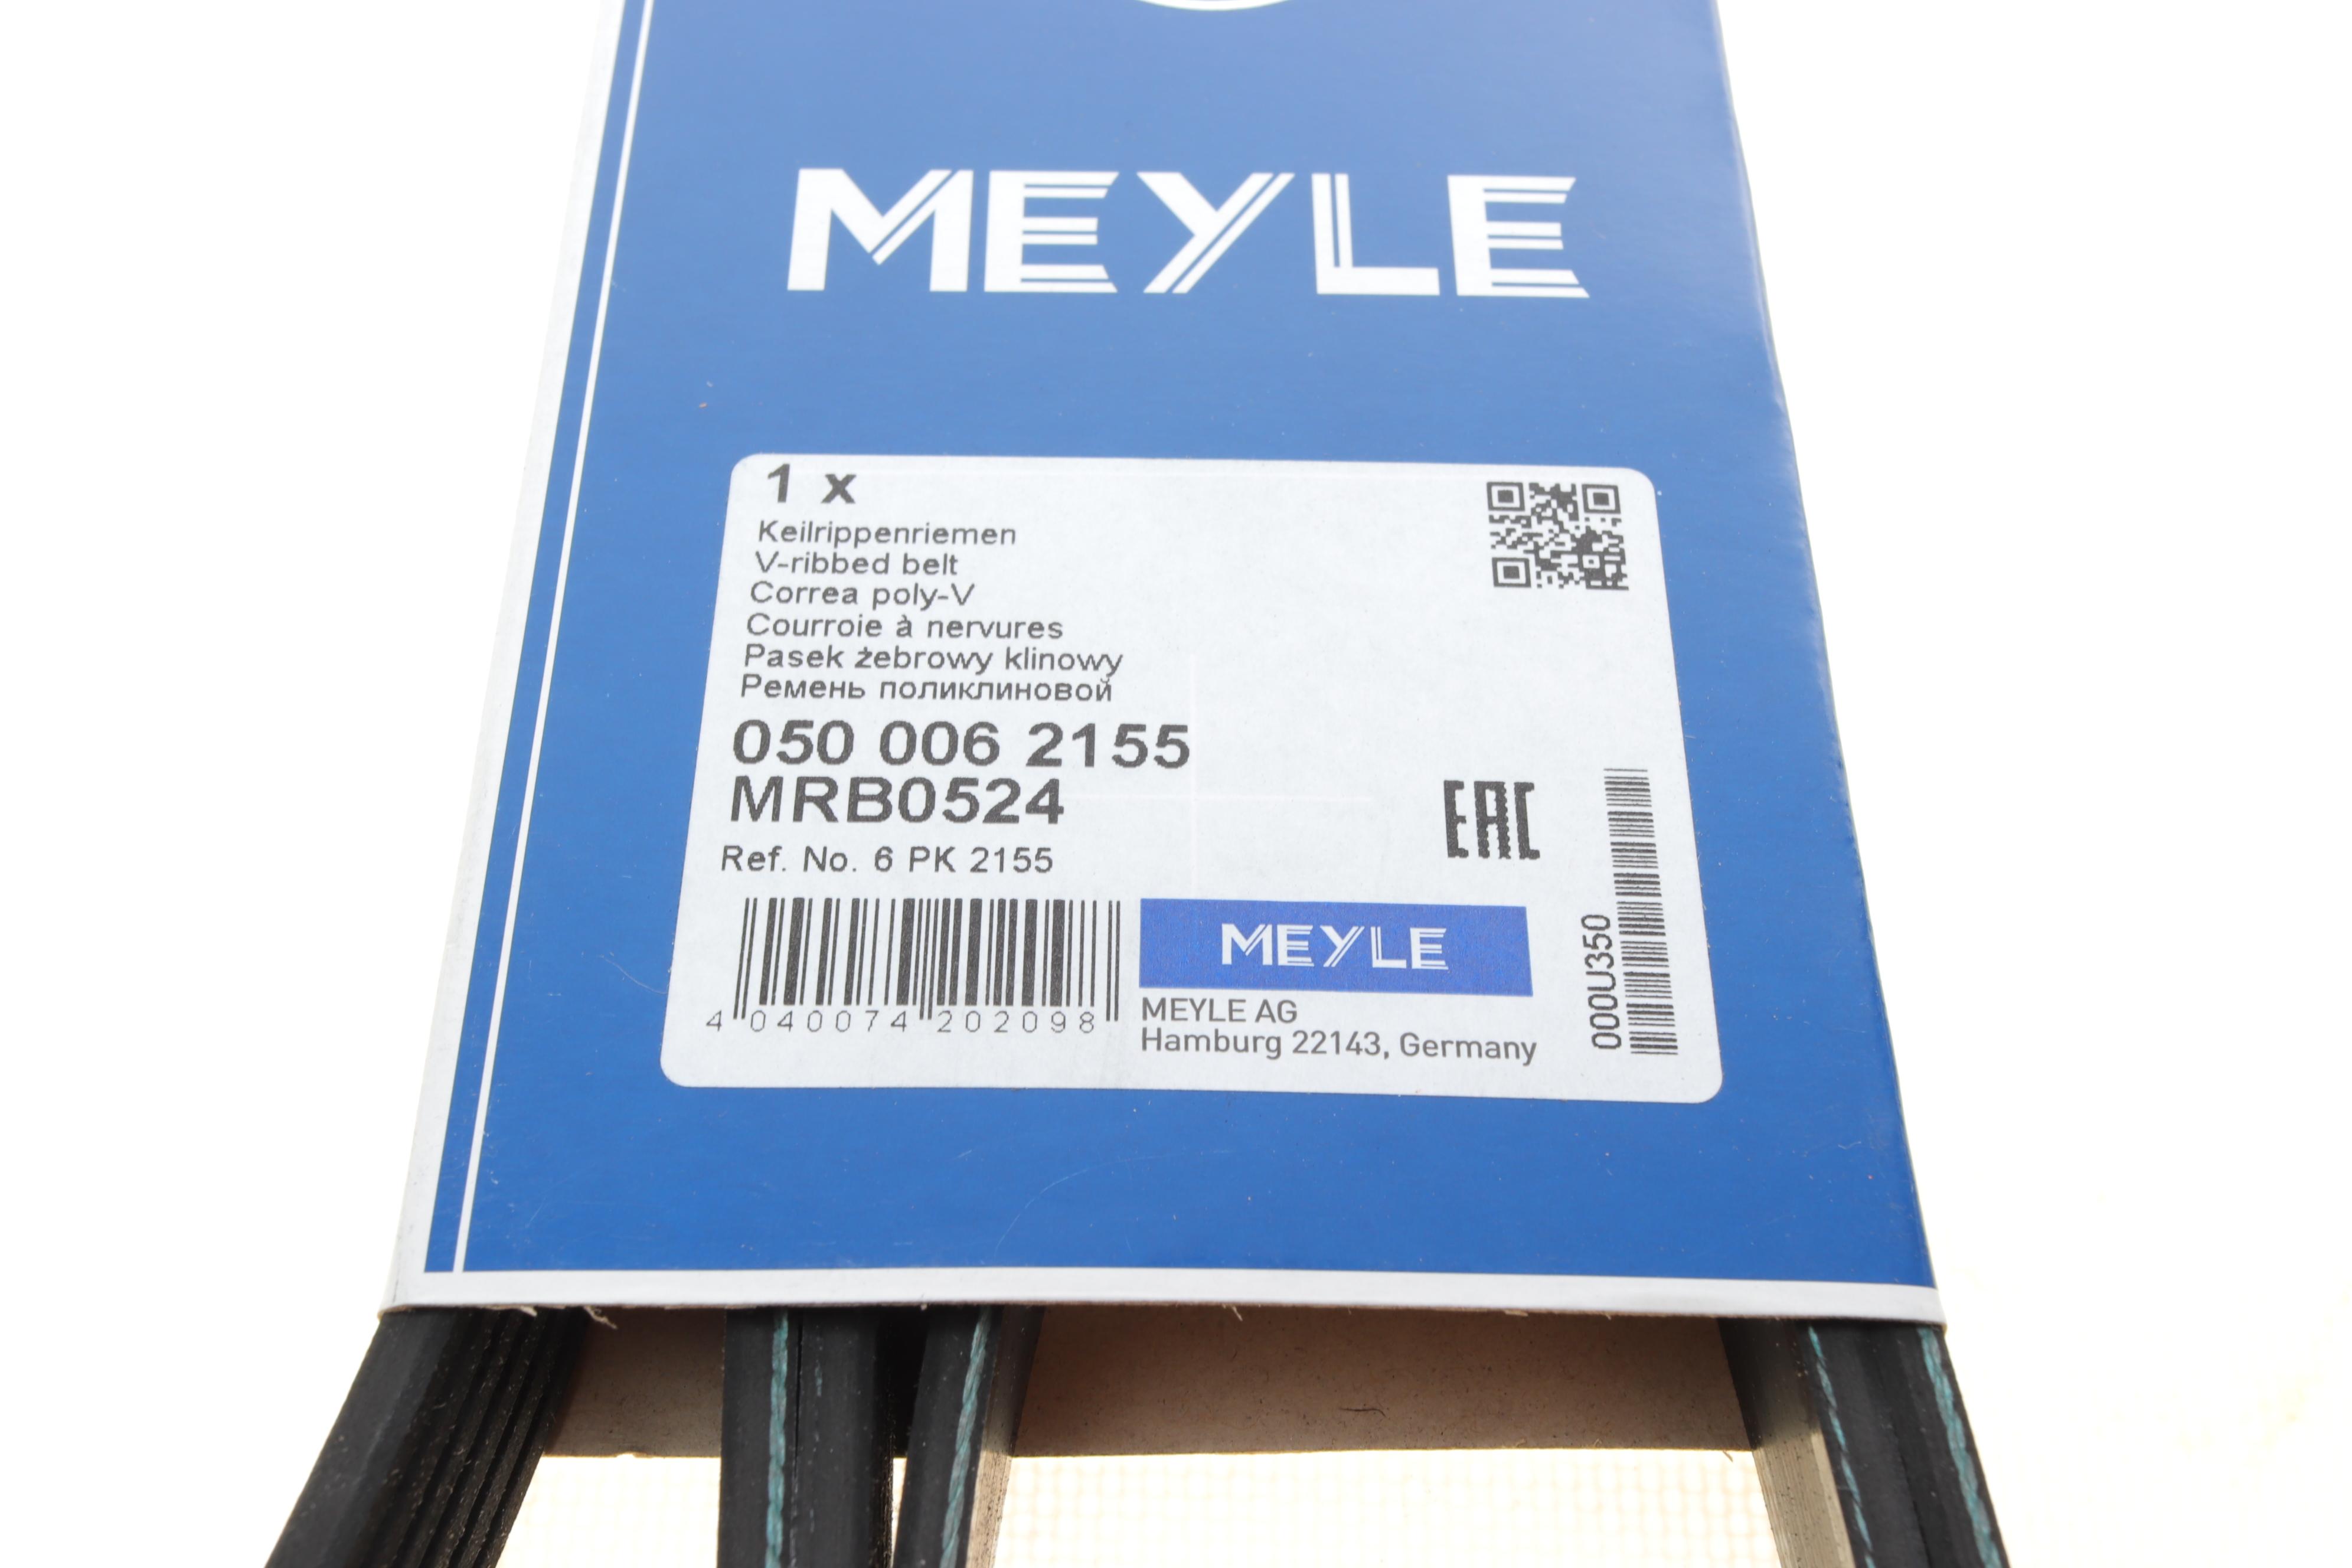 MEYLE
1 x
Keilrippenriemen
V-ribbed belt
Correa poly-V
Courroie à nervures
Pasek żebrowy klinowy
Ремень поликлиновой
050 006 2155
MRB0524
Ref. No. 6 PK 2155
EAC
4 040074 202098
MEYLE
MEYLE AG
Hamburg 22143, Germany
000U350